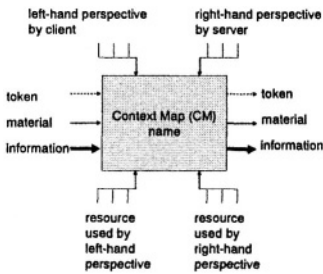 left-hand perspective
by client
right-hand perspective
by server
token
material
information
Context Map (CM)
name
token
material
information
resource
used by
left-hand
perspective
resource
used by
right-hand
perspective